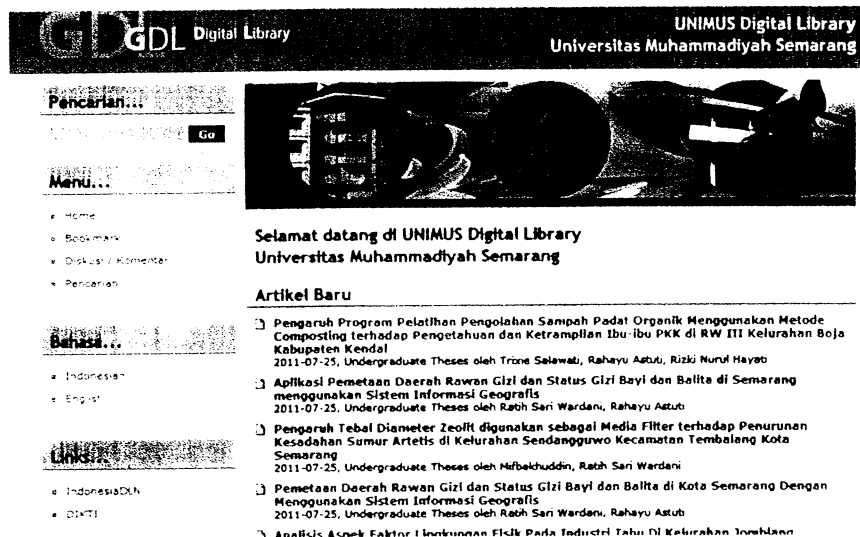 GDL Digital Library
UNIMUS Digital Library
Universitas Muhammadiyah Semarang
Pencarian...
Go
Menu...
Home
Bookmark
Diskusi / Komentar
Pencarian
Bahasa...
Indonesian
English
Links...
IndonesiaDLN
DIKTI
Selamat datang di UNIMUS Digital Library
Universitas Muhammadiyah Semarang
Artikel Baru
Pengaruh Program Pelatihan Pengolahan Sampah Padat Organik Menggunakan Metode
Composting terhadap Pengetahuan dan Ketrampilan Ibu-ibu PKK di RW III Kelurahan Boja
Kabupaten Kendal
2011-07-25, Undergraduate Theses oleh Trixie Salawati, Rahayu Astuti, Rizki Nurul Hayati
Aplikasi Pemetaan Daerah Rawan Gizi dan Status Gizi Bayi dan Balita di Semarang
menggunakan Sistem Informasi Geografis
2011-07-25, Undergraduate Theses oleh Ratih Sari Wardani, Rahayu Astuti
Pengaruh Tebal Diameter Zeolit digunakan sebagai Media Filter terhadap Penurunan
Kesadahan Sumur Artetis di Kelurahan Sendangguwo Kecamatan Tembalang Kota
Semarang
2011-07-25, Undergraduate Theses oleh Mifbakhuddin, Ratih Sari Wardani
Pemetaan Daerah Rawan Gizi dan Status Gizi Bayi dan Balita di Kota Semarang Dengan
Menggunakan Sistem Informasi Geografis
2011-07-25, Undergraduate Theses oleh Ratih Sari Wardani, Rahayu Astuti
Analisis Aspek Faktor Lingkungan Fisik Pada Industri Tahu Di Kelurahan Jomblang